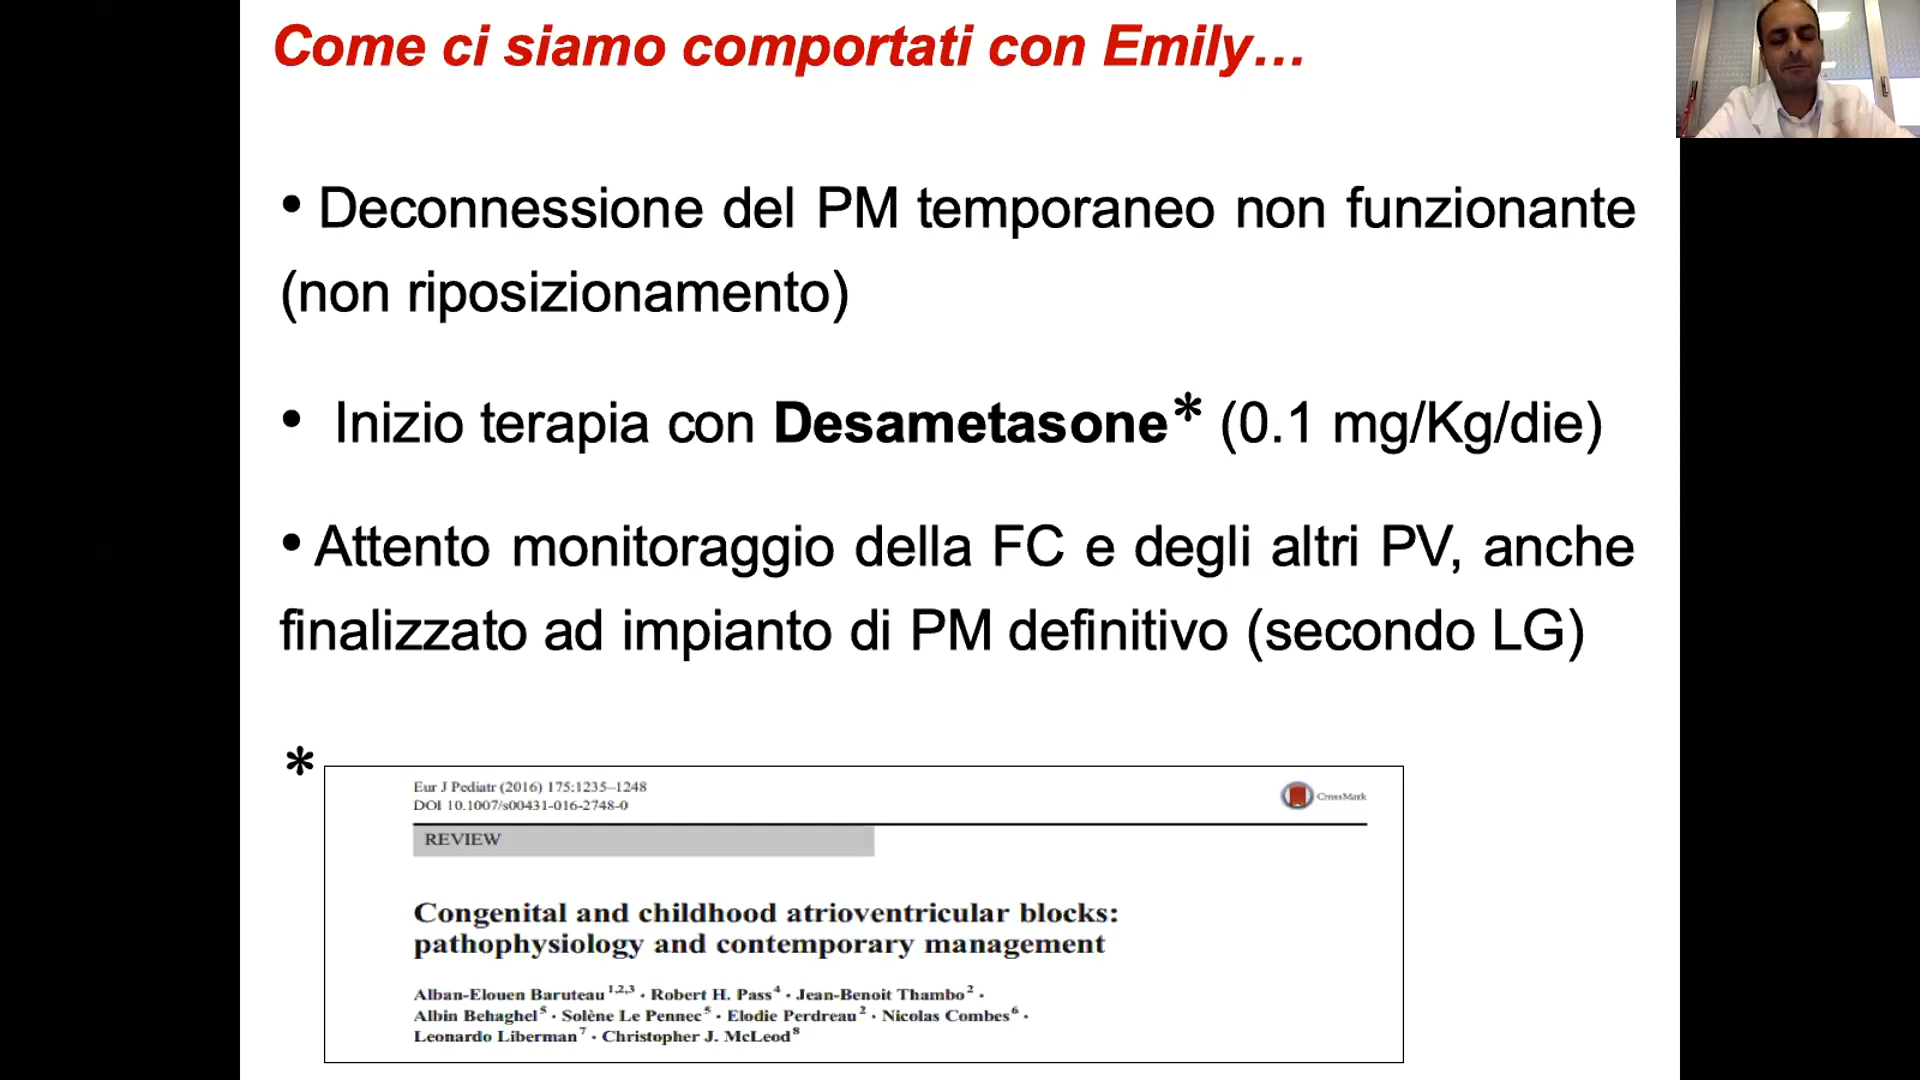 Come ci siamo comportati con Emily...
• Deconnessione del PM temporaneo non funzionante
(non riposizionamento)
• Inizio terapia con Desametasone* (0.1 mg/Kg/die)
• Attento monitoraggio della FC e degli altri PV, anche
finalizzato ad impianto di PM definitivo (secondo LG)
*
Eur J Pediatr (2016) 175:1235–1248
DOI 10.1007/s00431-016-2748-0
CrossMark
REVIEW
Congenital and childhood atrioventricular blocks:
pathophysiology and contemporary management
Alban-Elouen Baruteau 1,2,3 · Robert H. Pass 4 · Jean-Benoit Thambo 2 ·
Albin Behaghel 5 · Solène Le Pennec 5 · Elodie Perdreau 2 · Nicolas Combes 6 ·
Leonardo Liberman 7 · Christopher J. McLeod 8